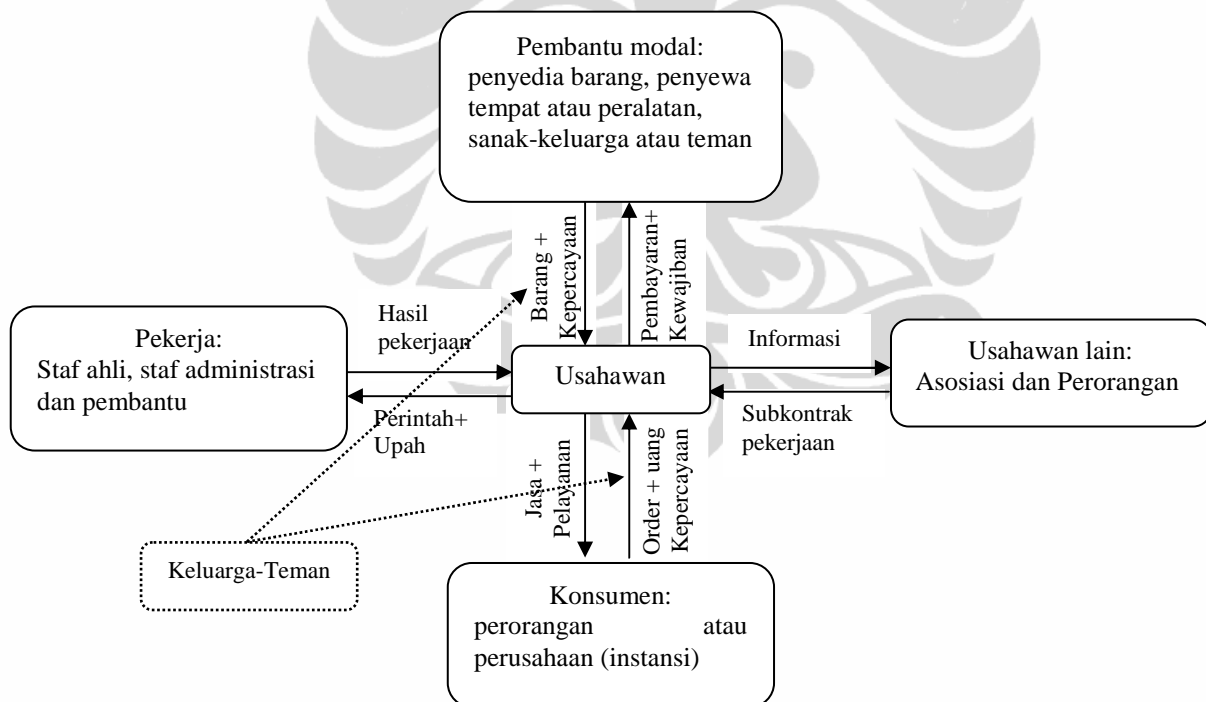 Pembantu modal:
penyedia barang, penyewa
tempat atau peralatan,
sanak-keluarga atau teman
Barang +
Kepercayaan
Pembayaran+
Kewajiban
Pekerja:
Staf ahli, staf administrasi
dan pembantu
Hasil
pekerjaan
Perintah+
Upah
Usahawan
Informasi
Subkontrak
pekerjaan
Usahawan lain:
Asosiasi dan Perorangan
Jasa +
Pelayanan
Order + uang
Kepercayaan
Keluarga-Teman
Konsumen:
perorangan atau
perusahaan (instansi)